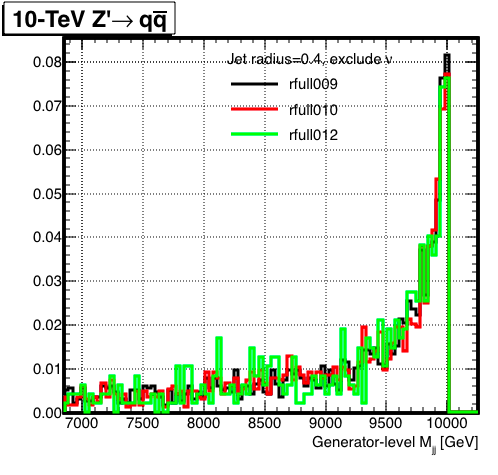 10-TeV Z'→ qq̅
Jet radius=0.4, exclude ν
rfull009
rfull010
rfull012
0.08
0.07
0.06
0.05
0.04
0.03
0.02
0.01
0.00
7000 7500 8000 8500 9000 9500 10000
Generator-level Mjj [GeV]